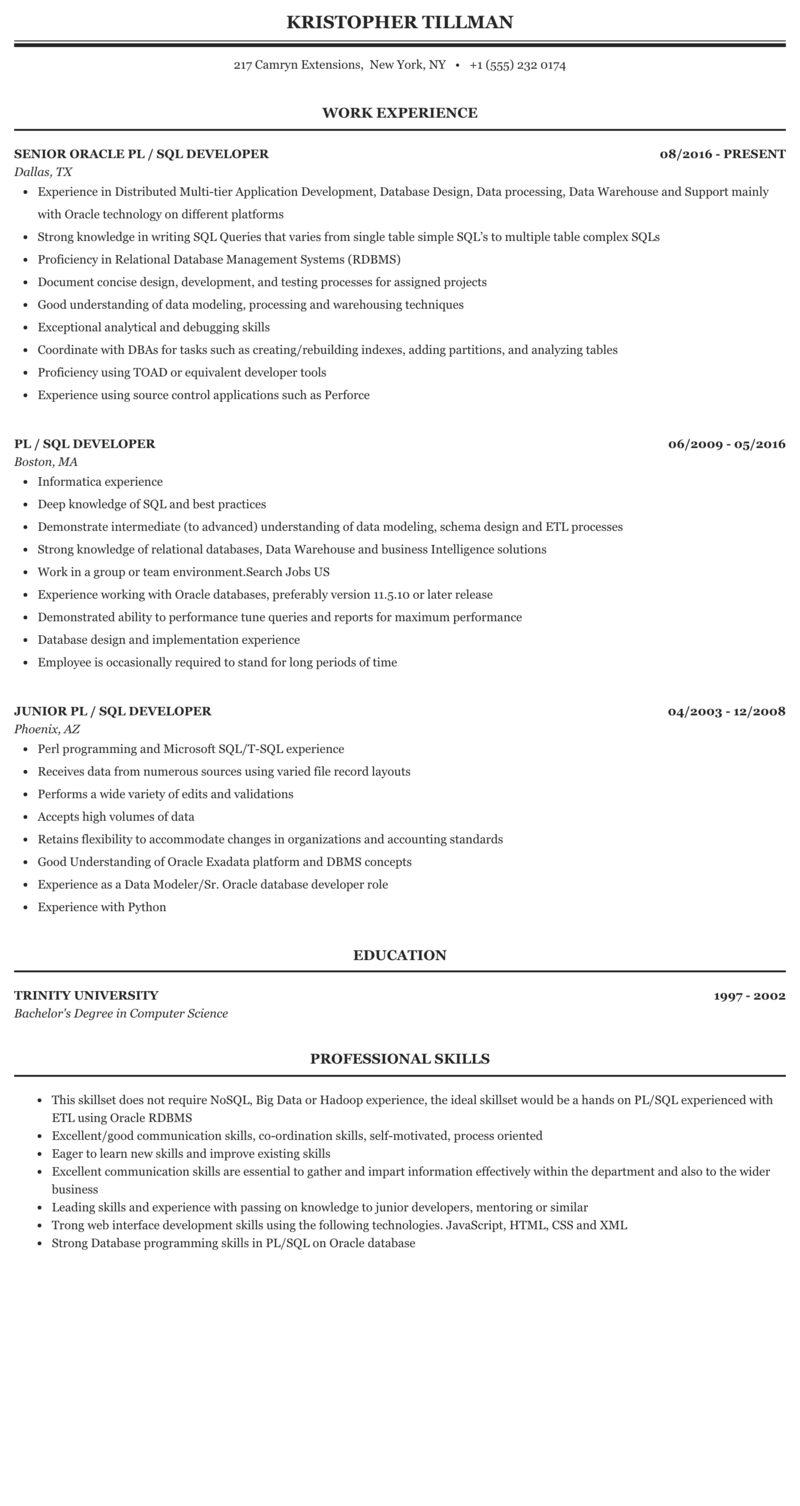 KRISTOPHER TILLMAN
217 Camryn Extensions, New York, NY • +1 (555) 232 0174
WORK EXPERIENCE
SENIOR ORACLE PL / SQL DEVELOPER 08/2016 - PRESENT
Dallas, TX
• Experience in Distributed Multi-tier Application Development, Database Design, Data processing, Data Warehouse and Support mainly
with Oracle technology on different platforms
• Strong knowledge in writing SQL Queries that varies from single table simple SQL’s to multiple table complex SQLs
• Proficiency in Relational Database Management Systems (RDBMS)
• Document concise design, development, and testing processes for assigned projects
• Good understanding of data modeling, processing and warehousing techniques
• Exceptional analytical and debugging skills
• Coordinate with DBAs for tasks such as creating/rebuilding indexes, adding partitions, and analyzing tables
• Proficiency using TOAD or equivalent developer tools
• Experience using source control applications such as Perforce
PL / SQL DEVELOPER 06/2009 - 05/2016
Boston, MA
• Informatica experience
• Deep knowledge of SQL and best practices
• Demonstrate intermediate (to advanced) understanding of data modeling, schema design and ETL processes
• Strong knowledge of relational databases, Data Warehouse and business Intelligence solutions
• Work in a group or team environment.Search Jobs US
• Experience working with Oracle databases, preferably version 11.5.10 or later release
• Demonstrated ability to performance tune queries and reports for maximum performance
• Database design and implementation experience
• Employee is occasionally required to stand for long periods of time
JUNIOR PL / SQL DEVELOPER 04/2003 - 12/2008
Phoenix, AZ
• Perl programming and Microsoft SQL/T-SQL experience
• Receives data from numerous sources using varied file record layouts
• Performs a wide variety of edits and validations
• Accepts high volumes of data
• Retains flexibility to accommodate changes in organizations and accounting standards
• Good Understanding of Oracle Exadata platform and DBMS concepts
• Experience as a Data Modeler/Sr. Oracle database developer role
• Experience with Python
EDUCATION
TRINITY UNIVERSITY 1997 - 2002
Bachelor's Degree in Computer Science
PROFESSIONAL SKILLS
• This skillset does not require NoSQL, Big Data or Hadoop experience, the ideal skillset would be a hands on PL/SQL experienced with
ETL using Oracle RDBMS
• Excellent/good communication skills, co-ordination skills, self-motivated, process oriented
• Eager to learn new skills and improve existing skills
• Excellent communication skills are essential to gather and impart information effectively within the department and also to the wider
business
• Leading skills and experience with passing on knowledge to junior developers, mentoring or similar
• Trong web interface development skills using the following technologies. JavaScript, HTML, CSS and XML
• Strong Database programming skills in PL/SQL on Oracle database